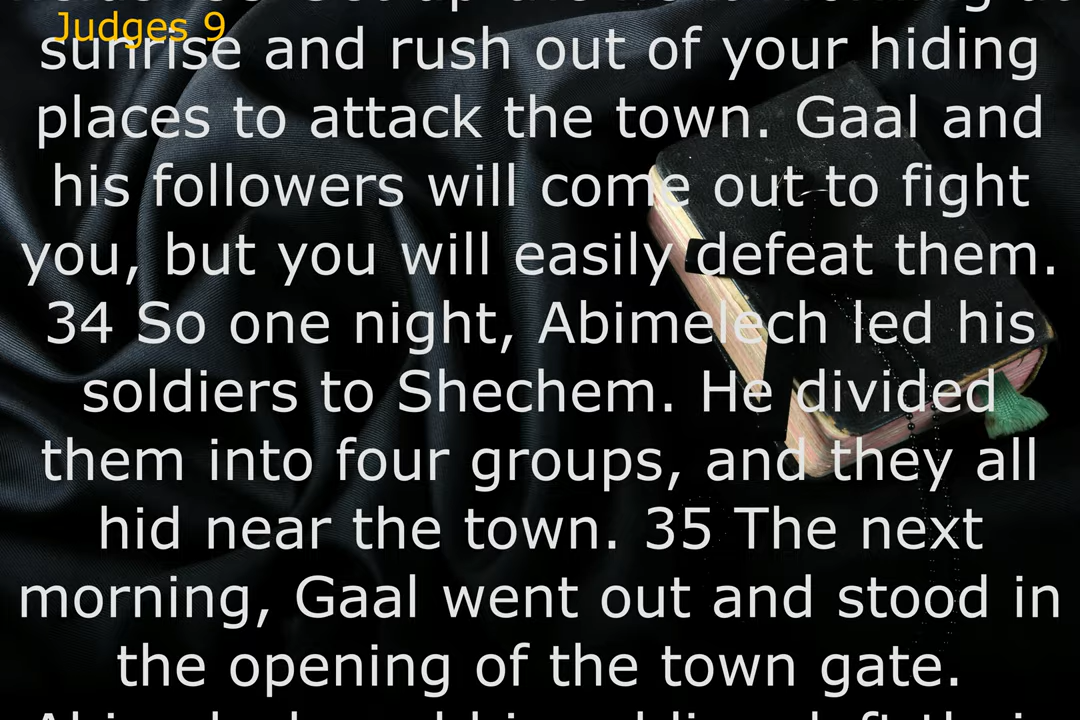 Judges 9
sunrise and rush out of your hiding
places to attack the town. Gaal and
his followers will come out to fight
you, but you will easily defeat them.
34 So one night, Abimelech led his
soldiers to Shechem. He divided
them into four groups, and they all
hid near the town. 35 The next
morning, Gaal went out and stood in
the opening of the town gate.